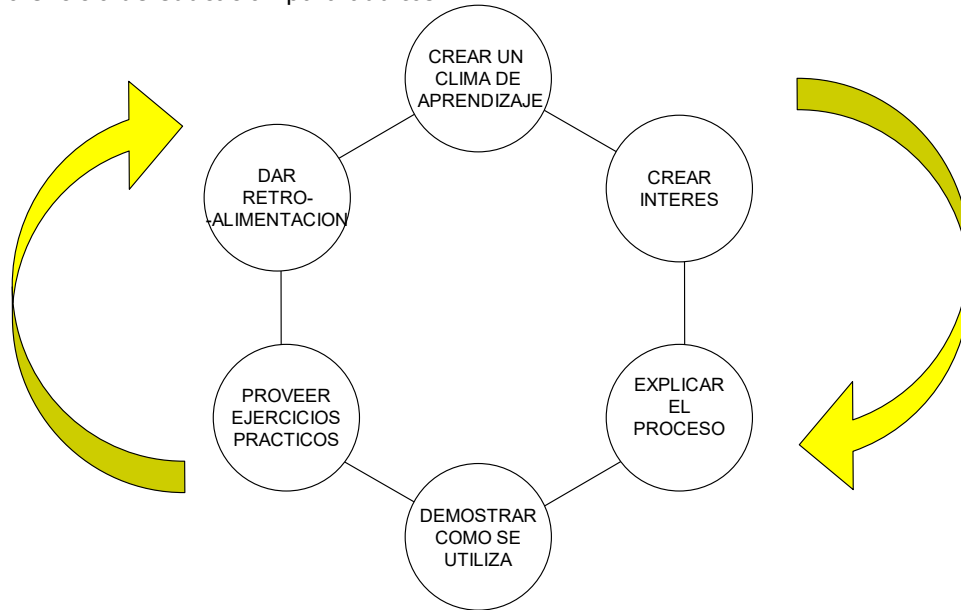 CREAR UN
CLIMA DE
APRENDIZAJE
CREAR
INTERES
EXPLICAR
EL
PROCESO
DEMOSTRAR
COMO SE
UTILIZA
PROVEER
EJERCICIOS
PRACTICOS
DAR
RETRO-
-ALIMENTACION